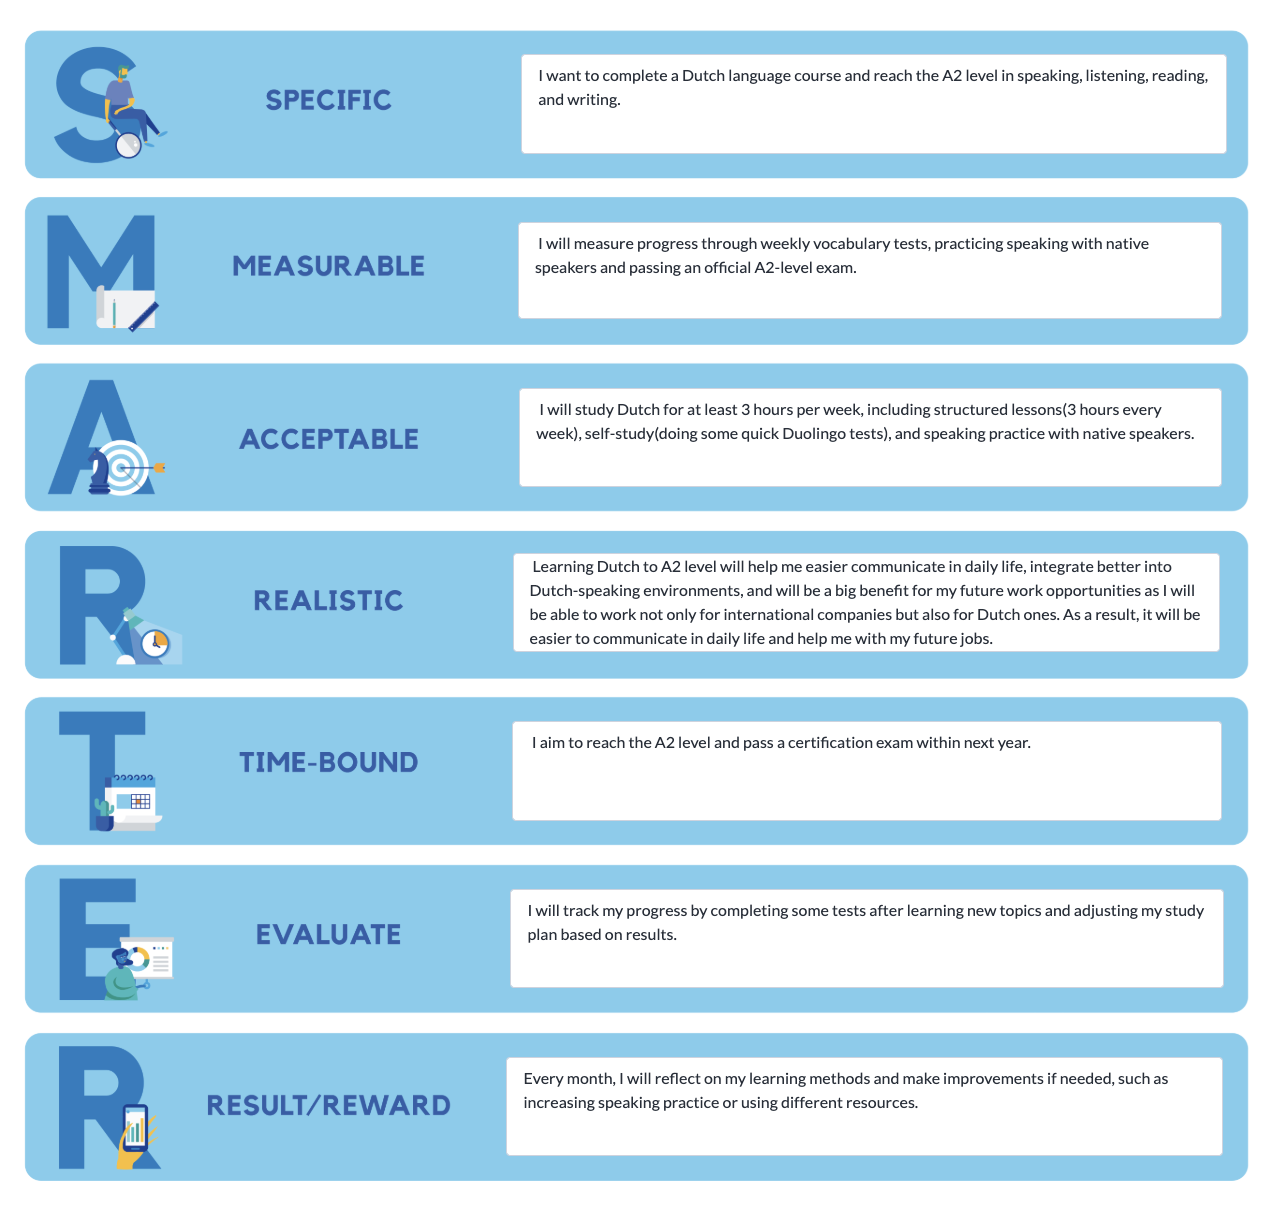 S
SPECIFIC
I want to complete a Dutch language course and reach the A2 level in speaking, listening, reading,
and writing.
M
MEASURABLE
I will measure progress through weekly vocabulary tests, practicing speaking with native
speakers and passing an official A2-level exam.
A
ACCEPTABLE
I will study Dutch for at least 3 hours per week, including structured lessons(3 hours every
week), self-study(doing some quick Duolingo tests), and speaking practice with native speakers.
R
REALISTIC
Learning Dutch to A2 level will help me easier communicate in daily life, integrate better into
Dutch-speaking environments, and will be a big benefit for my future work opportunities as I will
be able to work not only for international companies but also for Dutch ones. As a result, it will be
easier to communicate in daily life and help me with my future jobs.
T
TIME-BOUND
I aim to reach the A2 level and pass a certification exam within next year.
E
EVALUATE
I will track my progress by completing some tests after learning new topics and adjusting my study
plan based on results.
R
RESULT/REWARD
Every month, I will reflect on my learning methods and make improvements if needed, such as
increasing speaking practice or using different resources.